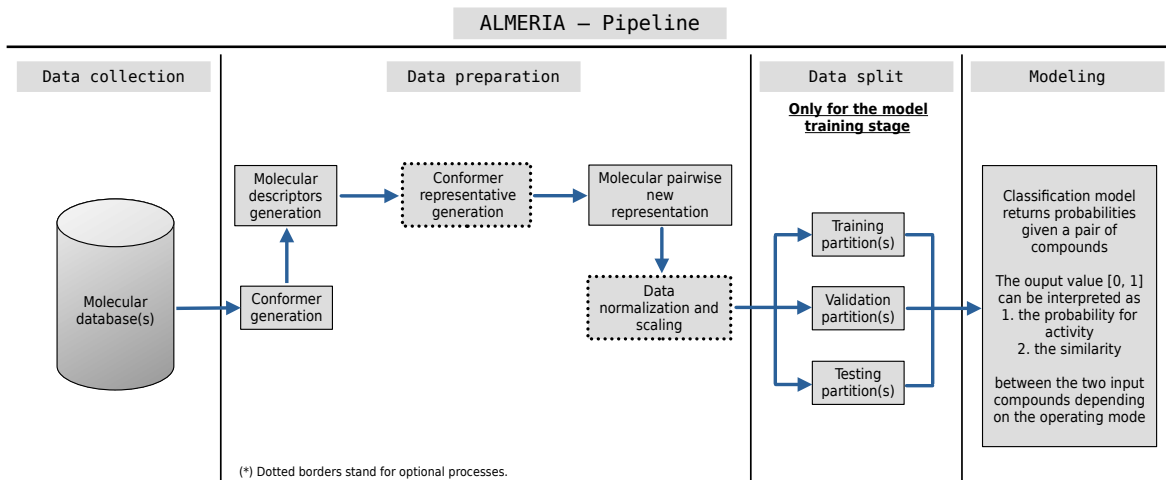 ALMERIA – Pipeline
Data collection
Data preparation
Data split
Modeling
Only for the model
training stage
Molecular
database(s)
Conformer
generation
Molecular
descriptors
generation
Conformer
representative
generation
Molecular pairwise
new
representation
Data
normalization and
scaling
Training
partition(s)
Validation
partition(s)
Testing
partition(s)
Classification model
returns probabilities
given a pair of
compounds
The ouput value [0, 1]
can be interpreted as
1. the probability for
activity
2. the similarity
between the two input
compounds depending
on the operating mode
(*) Dotted borders stand for optional processes.